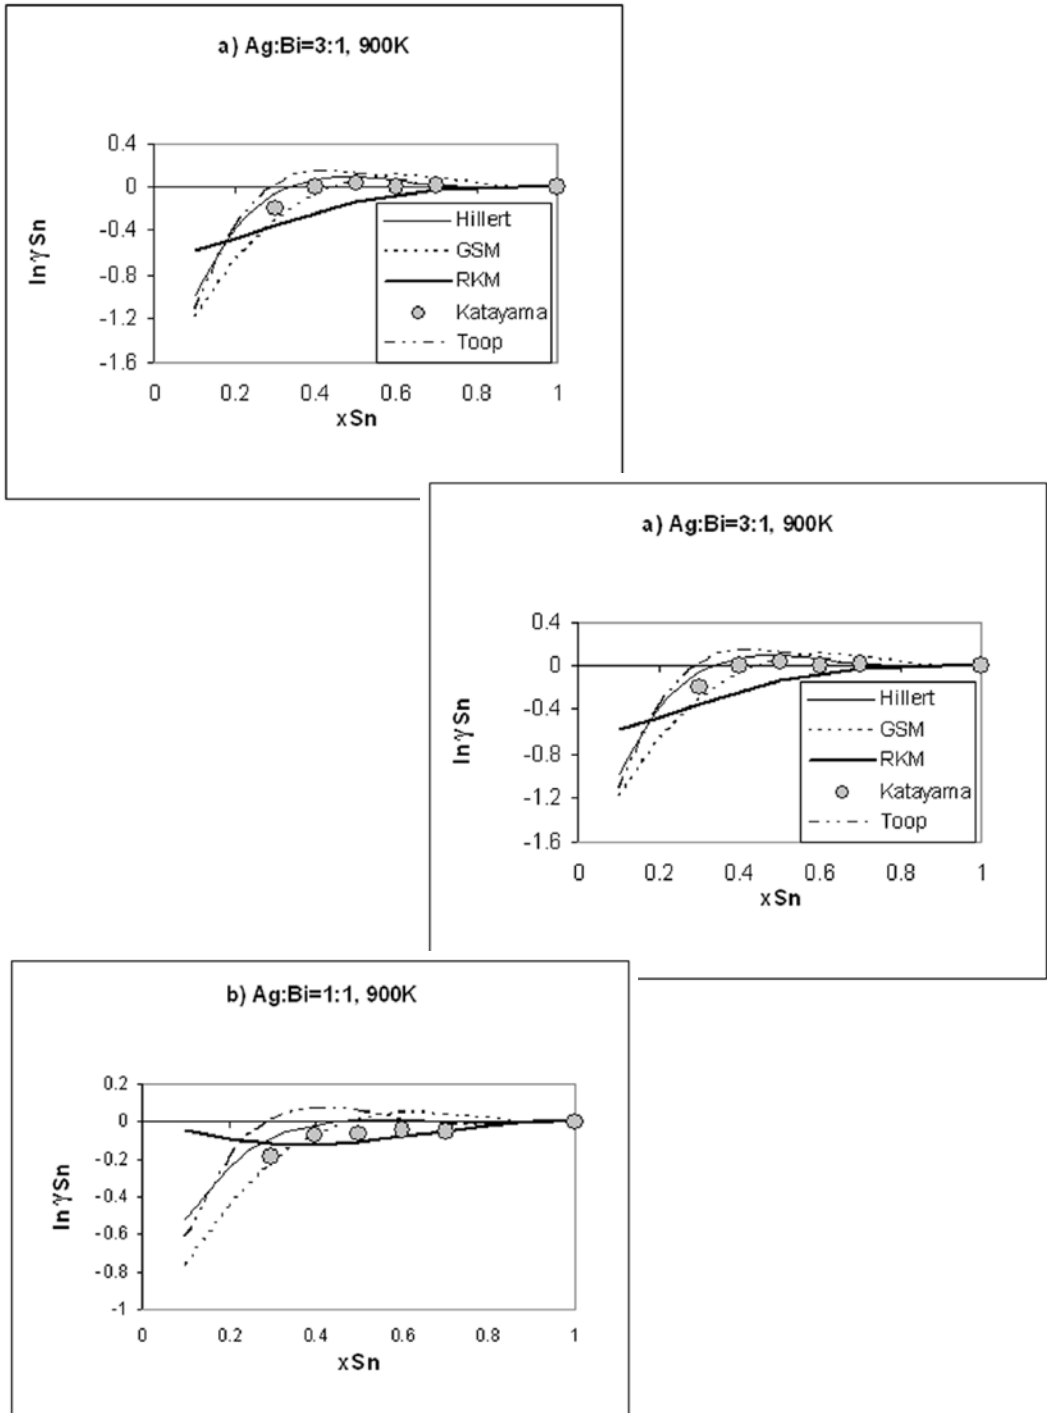 a) Ag:Bi=3:1, 900K
0.4
0
-0.4
-0.8
-1.2
-1.6
lnγSn
0 0.2 0.4 0.6 0.8 1
xSn
Hillert
GSM
RKM
Katayama
Toop
a) Ag:Bi=3:1, 900K
0.4
0
-0.4
-0.8
-1.2
-1.6
lnγSn
0 0.2 0.4 0.6 0.8 1
xSn
Hillert
GSM
RKM
Katayama
Toop
b) Ag:Bi=1:1, 900K
0.2
0
-0.2
-0.4
-0.6
-0.8
-1
lnγSn
0 0.2 0.4 0.6 0.8 1
xSn